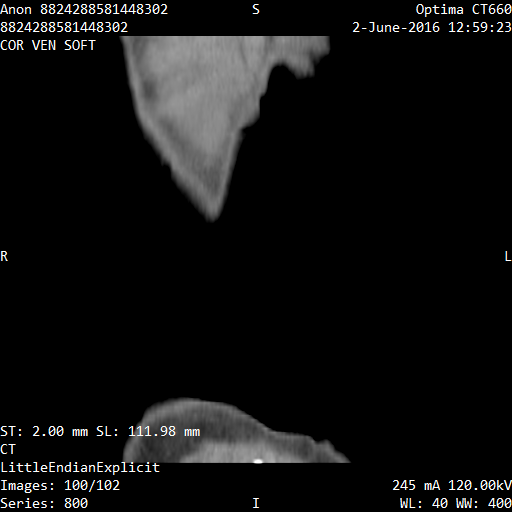 Anon 8824288581448302
8824288581448302
COR VEN SOFT
S
Optima CT660
2-June-2016 12:59:23
R
L
ST: 2.00 mm SL: 111.98 mm
CT
LittleEndianExplicit
Images: 100/102
Series: 800
I
245 mA 120.00kV
WL: 40 WW: 400